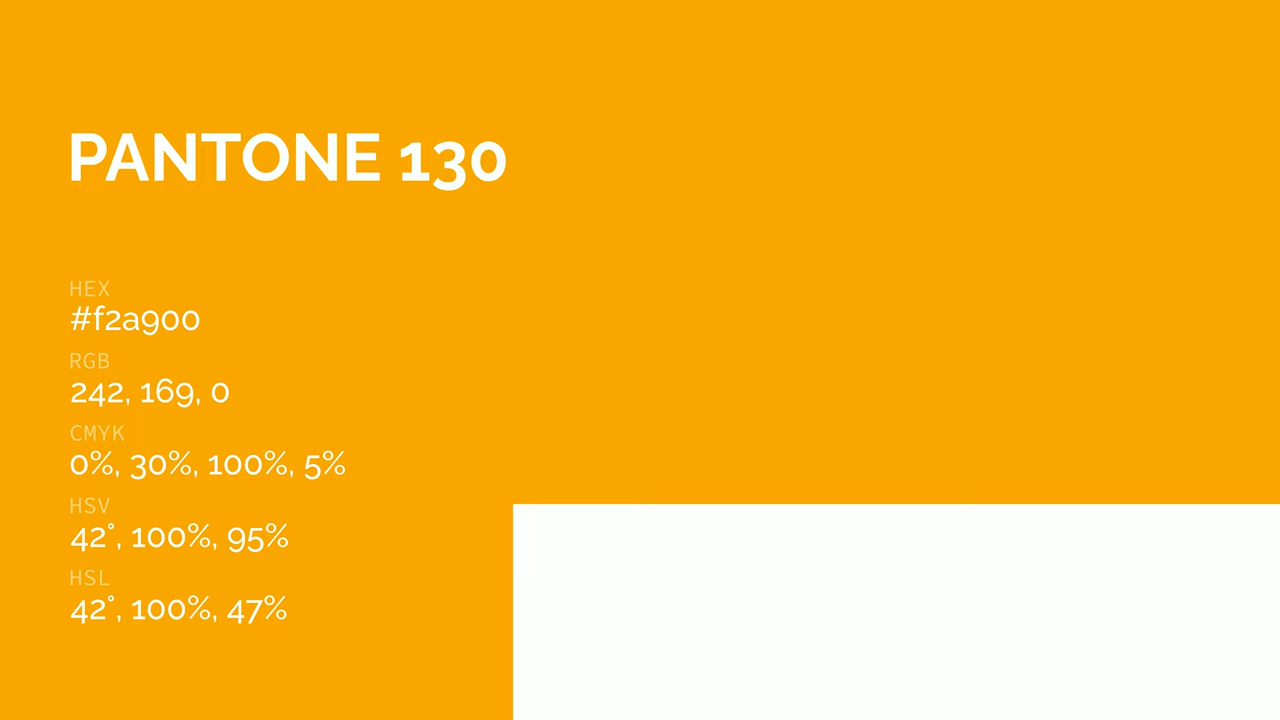 PANTONE 130
HEX
#f2a900
RGB
242, 169, 0
CMYK
0%, 30%, 100%, 5%
HSV
42°, 100%, 95%
HSL
42°, 100%, 47%